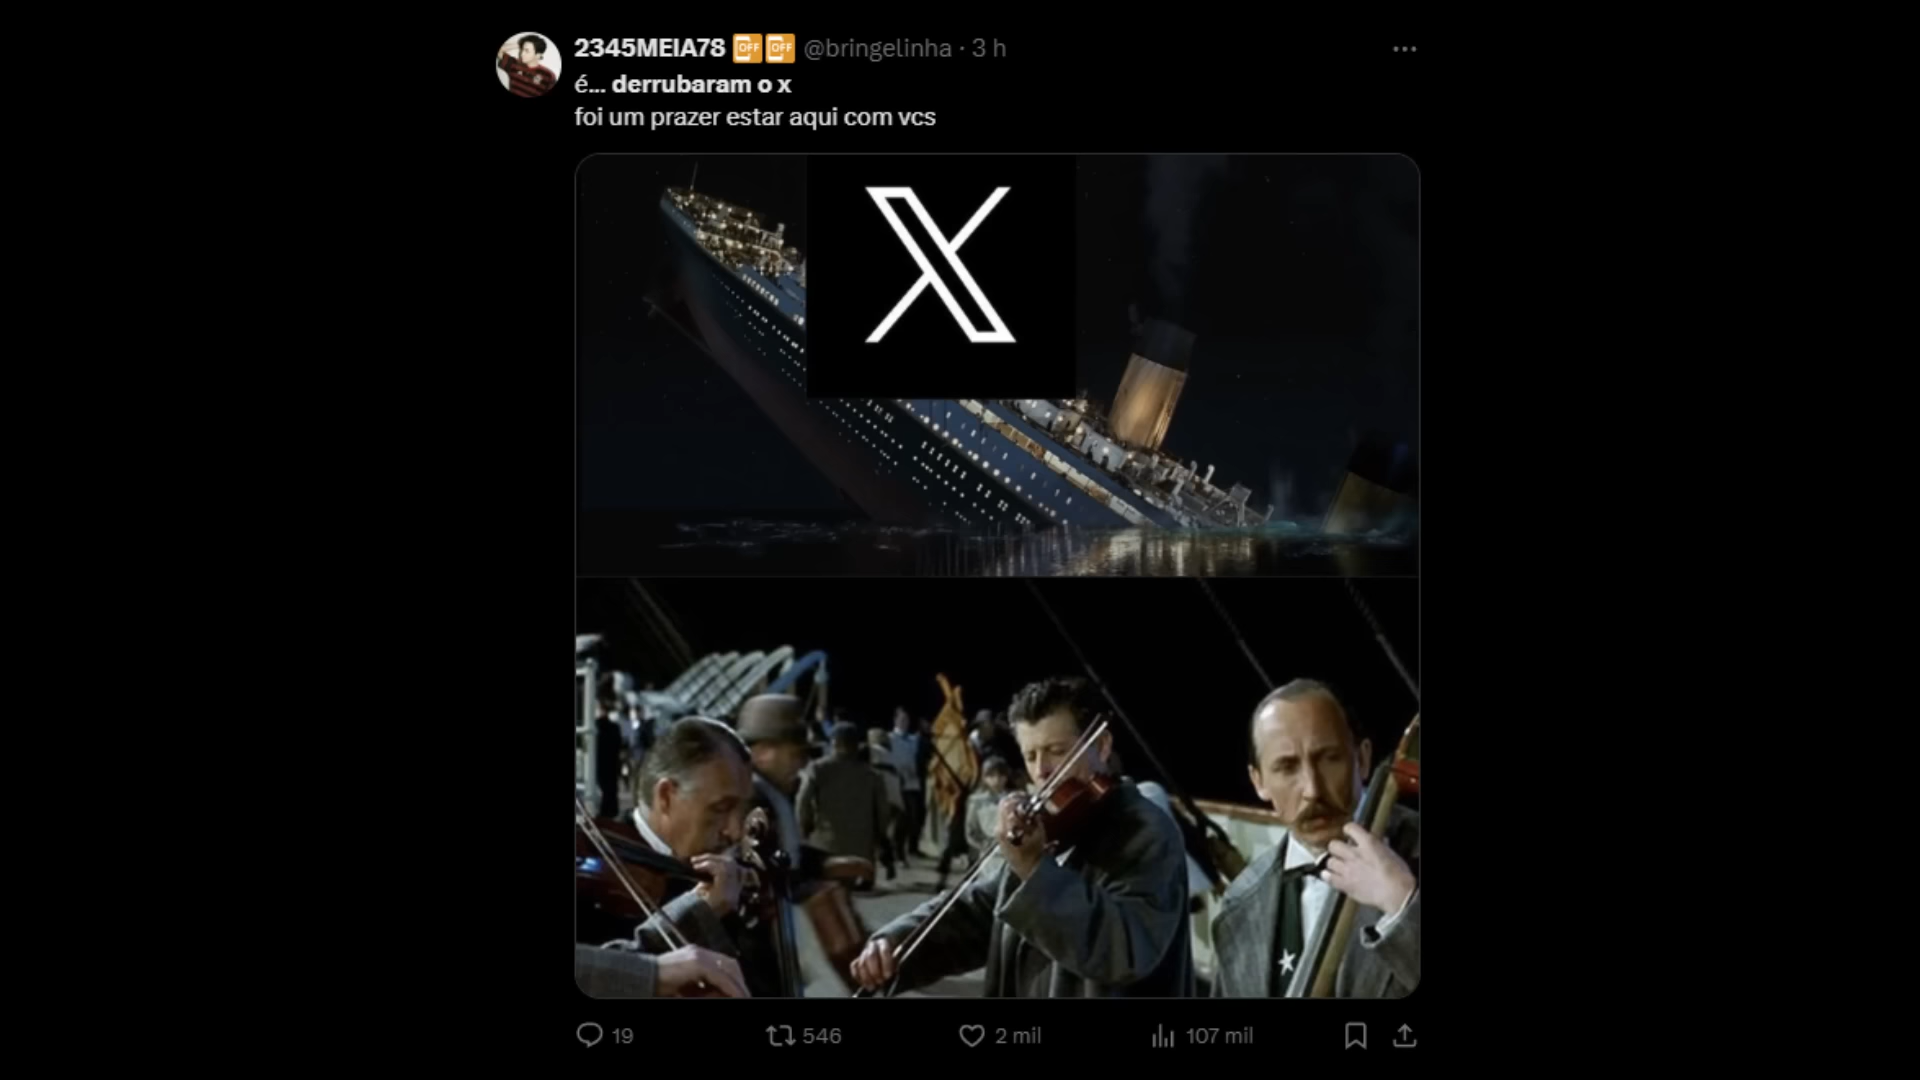 2345MEIA78 📴📴 @bringelinha · 3 h
é... derrubaram o x
foi um prazer estar aqui com vcs
X
19 546 2 mil 107 mil